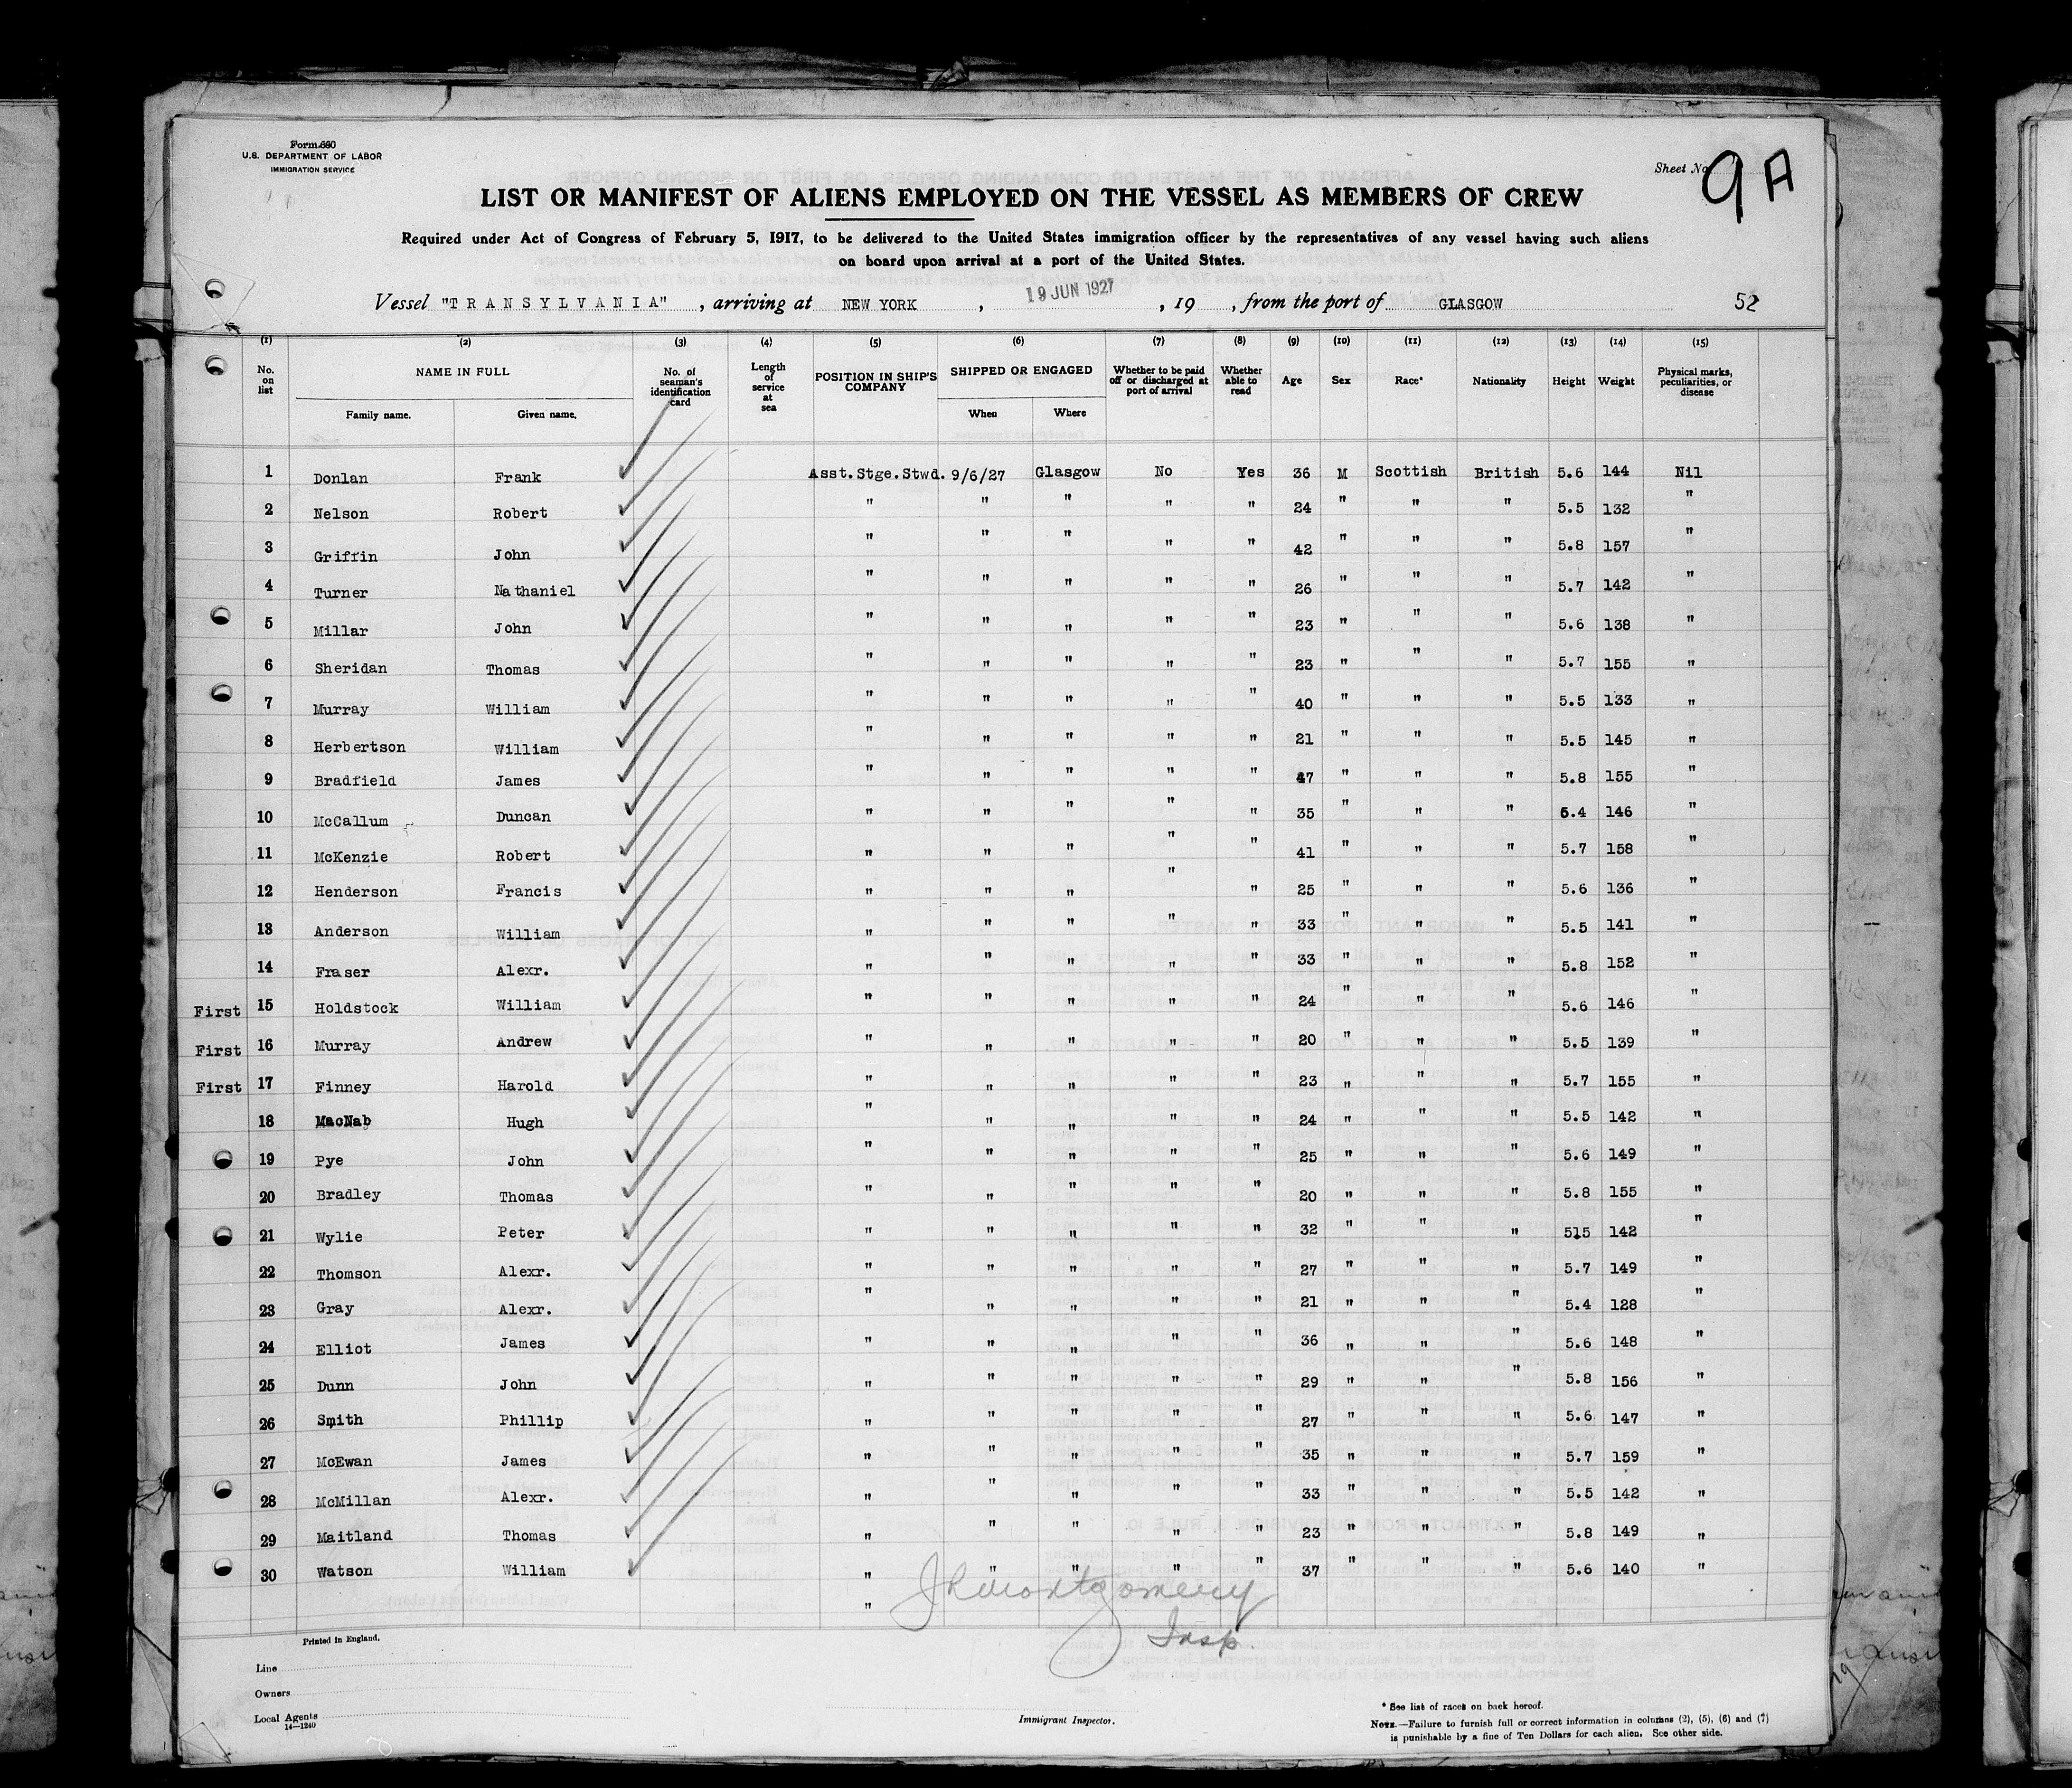 Form 680
U.S. DEPARTMENT OF LABOR
IMMIGRATION SERVICE
Sheet No. 9A
LIST OR MANIFEST OF ALIENS EMPLOYED ON THE VESSEL AS MEMBERS OF CREW
Required under Act of Congress of February 5, 1917, to be delivered to the United States immigration officer by the representatives of any vessel having such aliens
on board upon arrival at a port of the United States.
Vessel "TRANSYLVANIA", arriving at NEW YORK, 19 JUN 1927, 19 , from the port of GLASGOW 52
(1) (2) (3) (4) (5) (6) (7) (8) (9) (10) (11) (12) (13) (14) (15)
No. on list NAME IN FULL Family name. Given name. No. of seaman's identification card Length of service at sea POSITION IN SHIP'S COMPANY SHIPPED OR ENGAGED When Where Whether to be paid off or discharged at port of arrival Whether able to read Age Sex Race* Nationality Height Weight Physical marks, peculiarities, or disease
1 Donlan Frank Asst.Stge.Stwd. 9/6/27 Glasgow No Yes 36 M Scottish British 5.6 144 Nil
2 Nelson Robert " " " " " 24 " " " 5.5 132 "
3 Griffin John " " " " " 42 " " " 5.8 157 "
4 Turner Nathaniel " " " " " 26 " " " 5.7 142 "
5 Millar John " " " " " 23 " " " 5.6 138 "
6 Sheridan Thomas " " " " " 23 " " " 5.7 155 "
7 Murray William " " " " " 40 " " " 5.5 133 "
8 Herbertson William " " " " " 21 " " " 5.5 145 "
9 Bradfield James " " " " " 47 " " " 5.8 155 "
10 McCallum Duncan " " " " " 35 " " " 5.4 146 "
11 McKenzie Robert " " " " " 41 " " " 5.7 158 "
12 Henderson Francis " " " " " 25 " " " 5.6 136 "
13 Anderson William " " " " " 33 " " " 5.5 141 "
14 Fraser Alexr. " " " " " 33 " " " 5.8 152 "
First 15 Holdstock William " " " " " 24 " " " 5.6 146 "
First 16 Murray Andrew " " " " " 20 " " " 5.5 139 "
First 17 Finney Harold " " " " " 23 " " " 5.7 155 "
18 MacNab Hugh " " " " " 24 " " " 5.5 142 "
19 Pye John " " " " " 25 " " " 5.6 149 "
20 Bradley Thomas " " " " " 20 " " " 5.8 155 "
21 Wylie Peter " " " " " 32 " " " 515 142 "
22 Thomson Alexr. " " " " " 27 " " " 5.7 149 "
23 Gray Alexr. " " " " " 21 " " " 5.4 128 "
24 Elliot James " " " " " 36 " " " 5.6 148 "
25 Dunn John " " " " " 29 " " " 5.8 156 "
26 Smith Phillip " " " " " 27 " " " 5.6 147 "
27 McEwan James " " " " " 35 " " " 5.7 159 "
28 McMillan Alexr. " " " " " 33 " " " 5.5 142 "
29 Maitland Thomas " " " " " 23 " " " 5.8 149 "
30 Watson William " " " " " 37 " " " 5.6 140 "
"
JRMontgomery
Insp.
Printed in England.
Line
Owners
Local Agents
14—1240
Immigrant Inspector.
* See list of races on back hereof.
NOTE.—Failure to furnish full or correct information in columns (2), (5), (6) and (7)
is punishable by a fine of Ten Dollars for each alien. See other side.